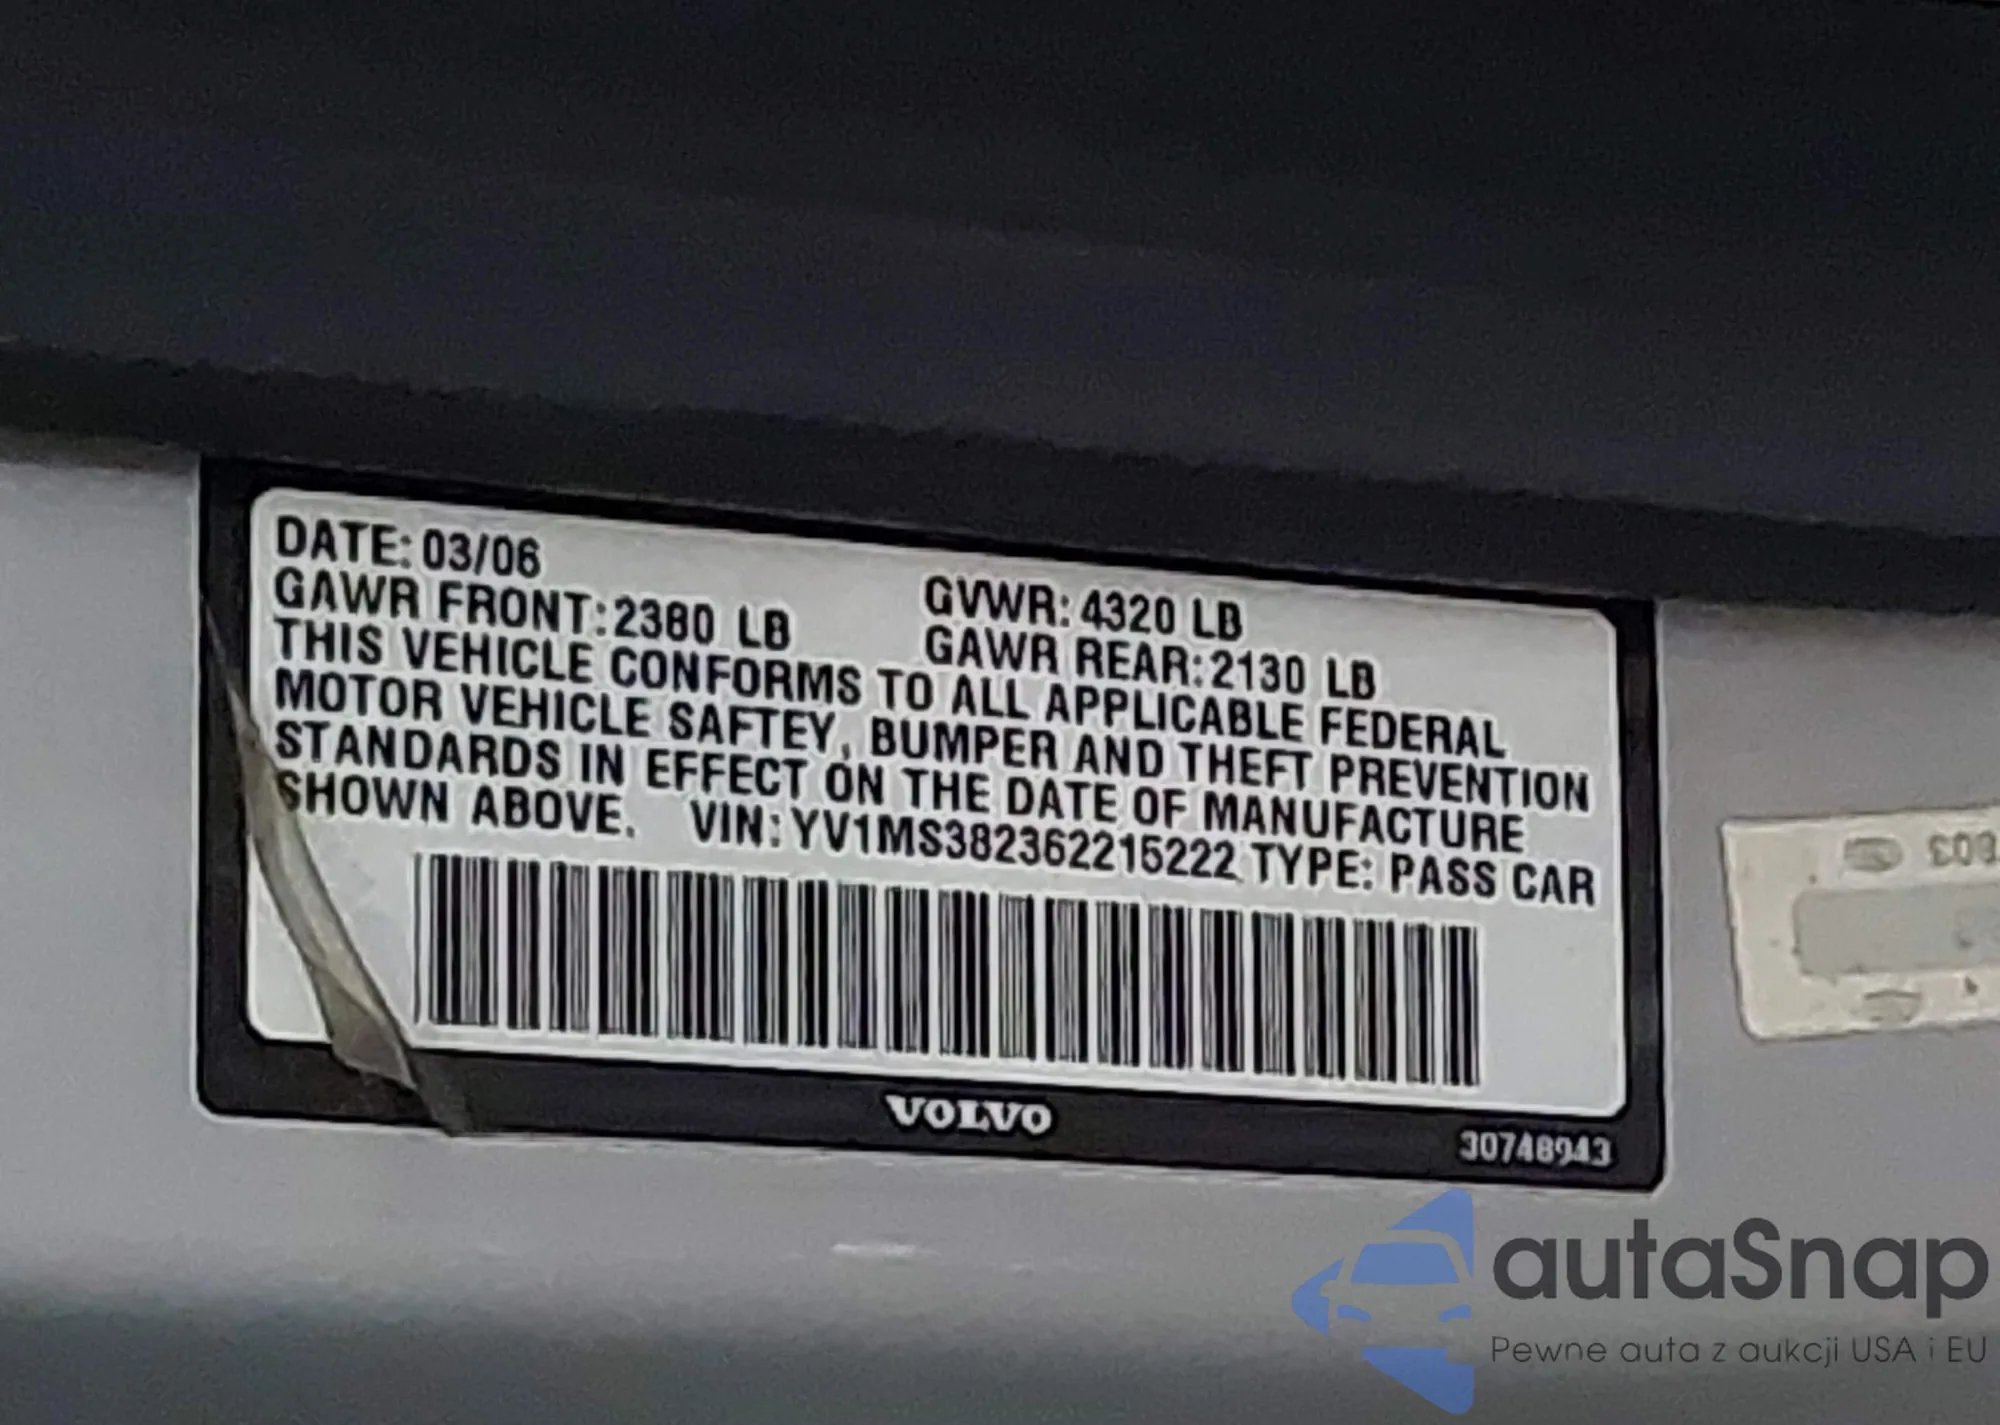 DATE: 03/06
GAWR FRONT: 2380 LB
GVWR: 4320 LB
GAWR REAR: 2130 LB
THIS VEHICLE CONFORMS TO ALL APPLICABLE FEDERAL
MOTOR VEHICLE SAFTEY, BUMPER AND THEFT PREVENTION
STANDARDS IN EFFECT ON THE DATE OF MANUFACTURE
SHOWN ABOVE. VIN: YV1MS382362215222 TYPE: PASS CAR
VOLVO
30748943
autaSnap
Pewne auta z aukcji USA i EU